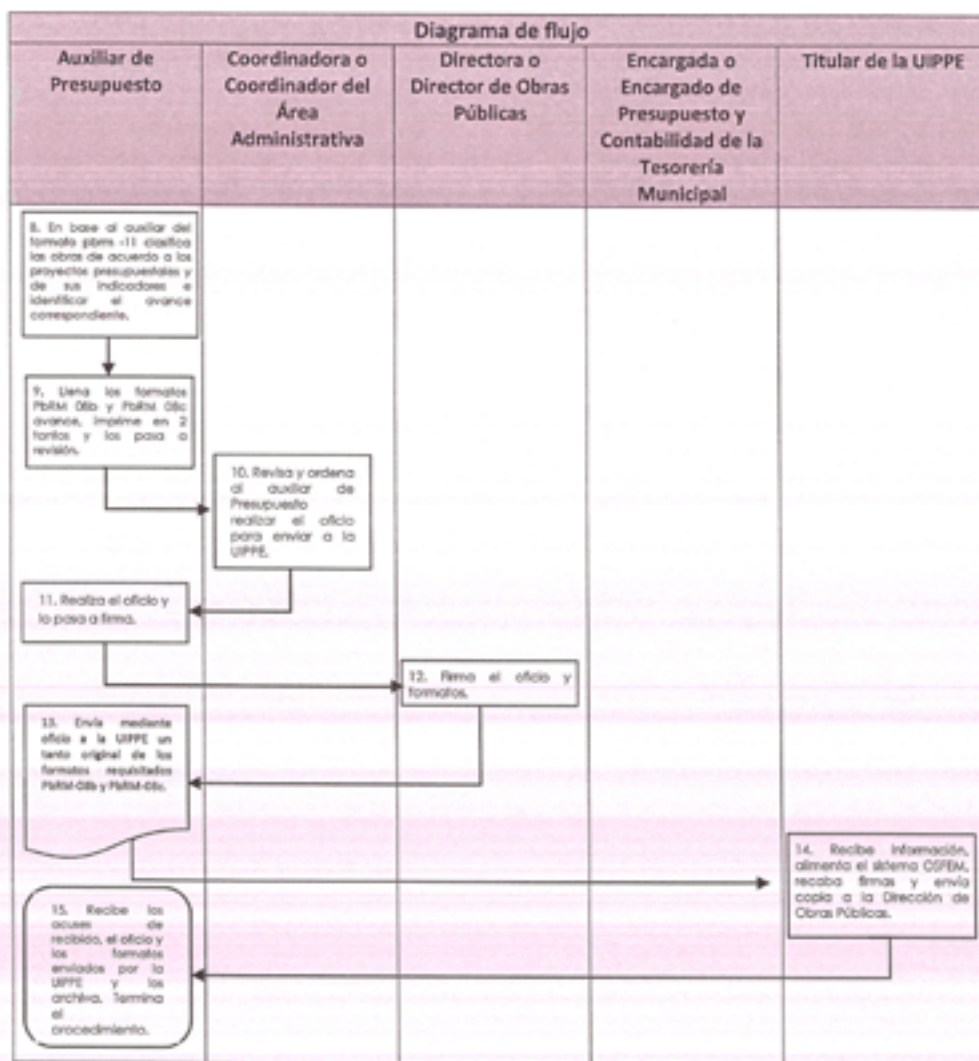 Diagrama de flujo
Auxiliar de
Presupuesto
Coordinadora o
Coordinador del
Área
Administrativa
Directora o
Director de Obras
Públicas
Encargada o
Encargado de
Presupuesto y
Contabilidad de la
Tesorería
Municipal
Titular de la UIPPE
8. En base al auxiliar del
formato pbrm -11 clasifica
las obras de acuerdo a los
proyectos presupuestales y
de sus indicadores e
identificar el avance
correspondiente.
9. Llena los formatos
PbRM 08b y PbRM 08c
avance, imprime en 2
tantos y los pasa a
revisión.
10. Revisa y ordena
al auxiliar de
Presupuesto
realizar el oficio
para enviar a la
UIPPE.
11. Realiza el oficio y
lo pasa a firma.
12. Firma el oficio y
formatos.
13. Envía mediante
oficio a la UIPPE un
tanto original de los
formatos requisitados
PbRM-08b y PbRM-08c.
14. Recibe información,
alimenta el sistema OSFEM,
recaba firmas y envía
copia a la Dirección de
Obras Públicas.
15. Recibe los
acuses de
recibido, el oficio y
los formatos
enviados por la
UIPPE y los
archiva. Termina
el
procedimiento.